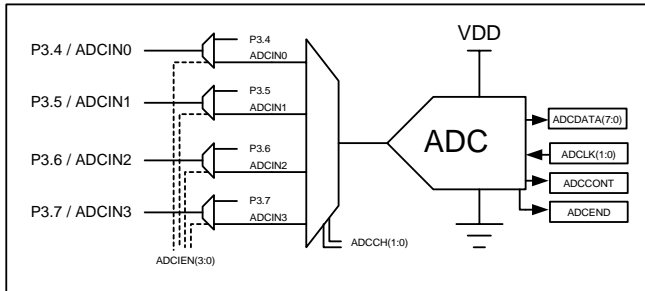 P3.4 / ADCIN0
P3.4
ADCIN0
P3.5 / ADCIN1
P3.5
ADCIN1
P3.6 / ADCIN2
P3.6
ADCIN2
P3.7 / ADCIN3
P3.7
ADCIN3
ADCIEN(3:0)
ADCCH(1:0)
VDD
ADC
ADCDATA(7:0)
ADCLK(1:0)
ADCCONT
ADCEND